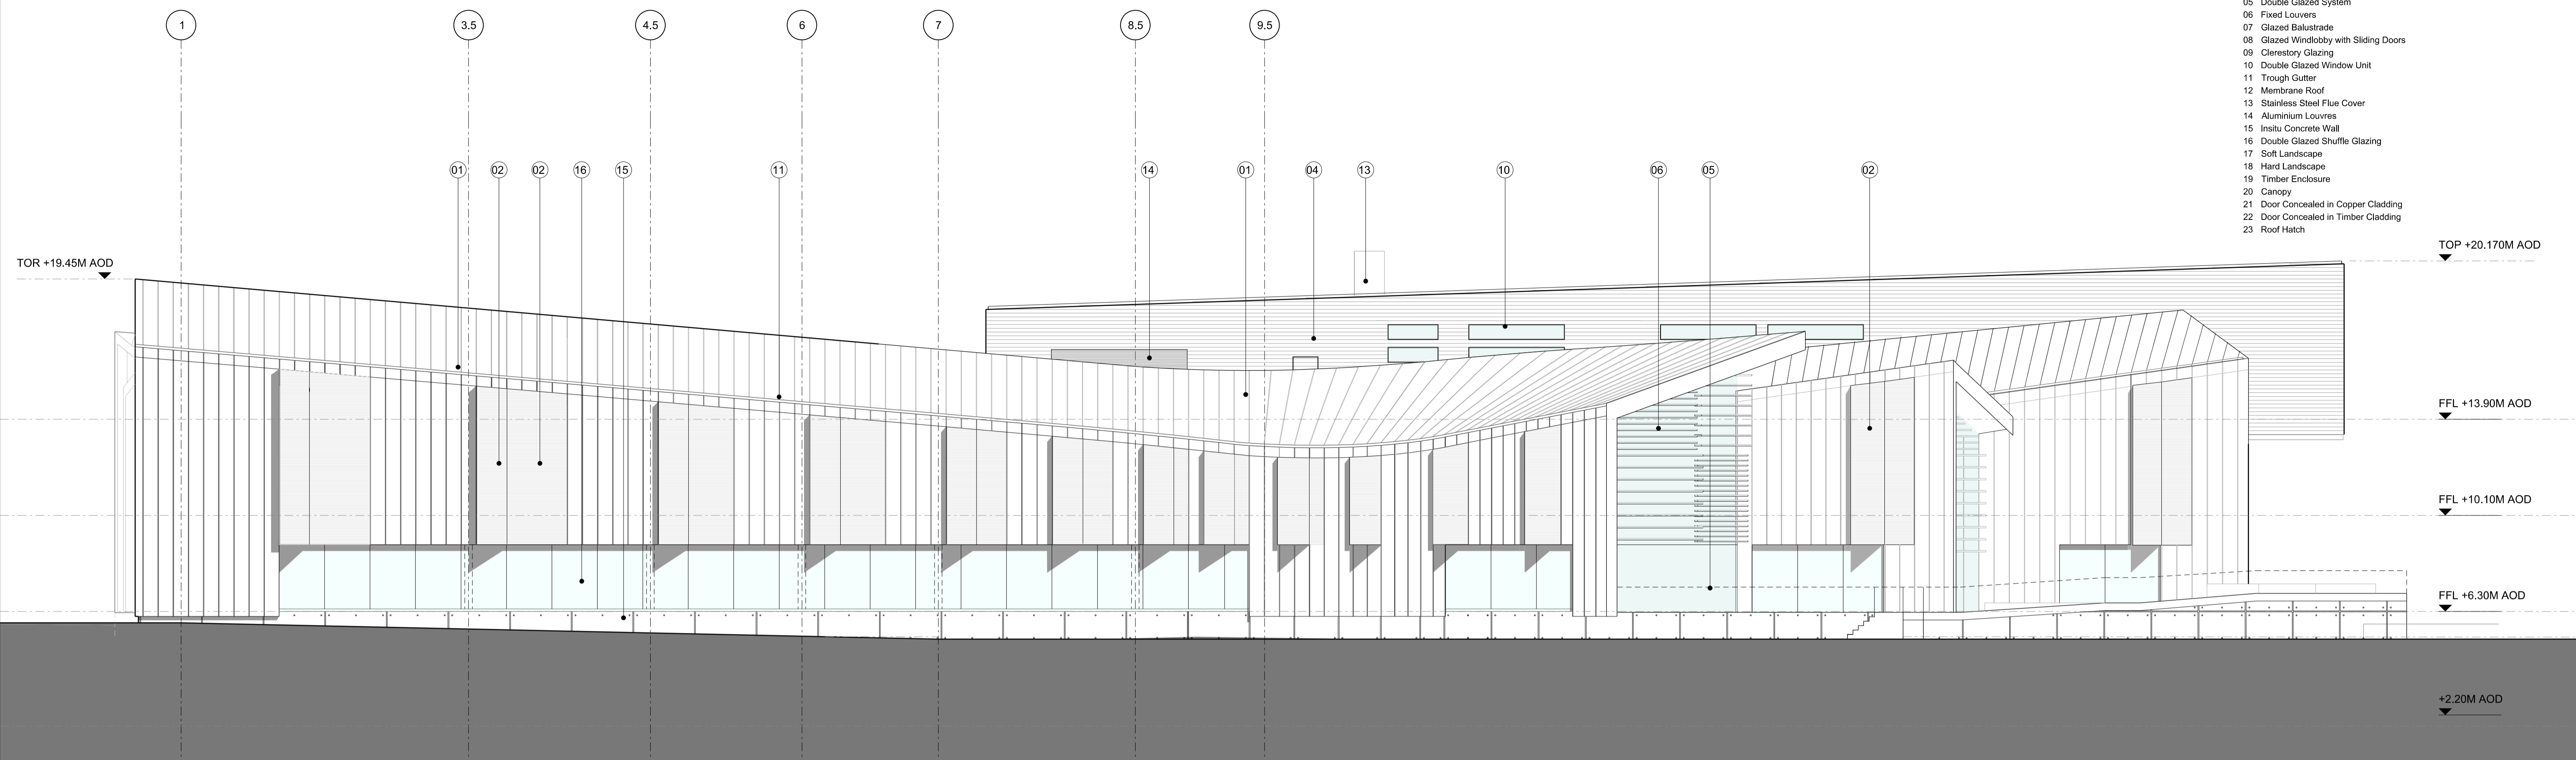 1
3.5
4.5
6
7
8.5
9.5
05 Double Glazed System
06 Fixed Louvers
07 Glazed Balustrade
08 Glazed Windlobby with Sliding Doors
09 Clerestory Glazing
10 Double Glazed Window Unit
11 Trough Gutter
12 Membrane Roof
13 Stainless Steel Flue Cover
14 Aluminium Louvres
15 Insitu Concrete Wall
16 Double Glazed Shuffle Glazing
17 Soft Landscape
18 Hard Landscape
19 Timber Enclosure
20 Canopy
21 Door Concealed in Copper Cladding
22 Door Concealed in Timber Cladding
23 Roof Hatch
01
02
02
16
15
11
14
01
04
13
10
06
05
02
TOR +19.45M AOD
TOP +20.170M AOD
FFL +13.90M AOD
FFL +10.10M AOD
FFL +6.30M AOD
+2.20M AOD